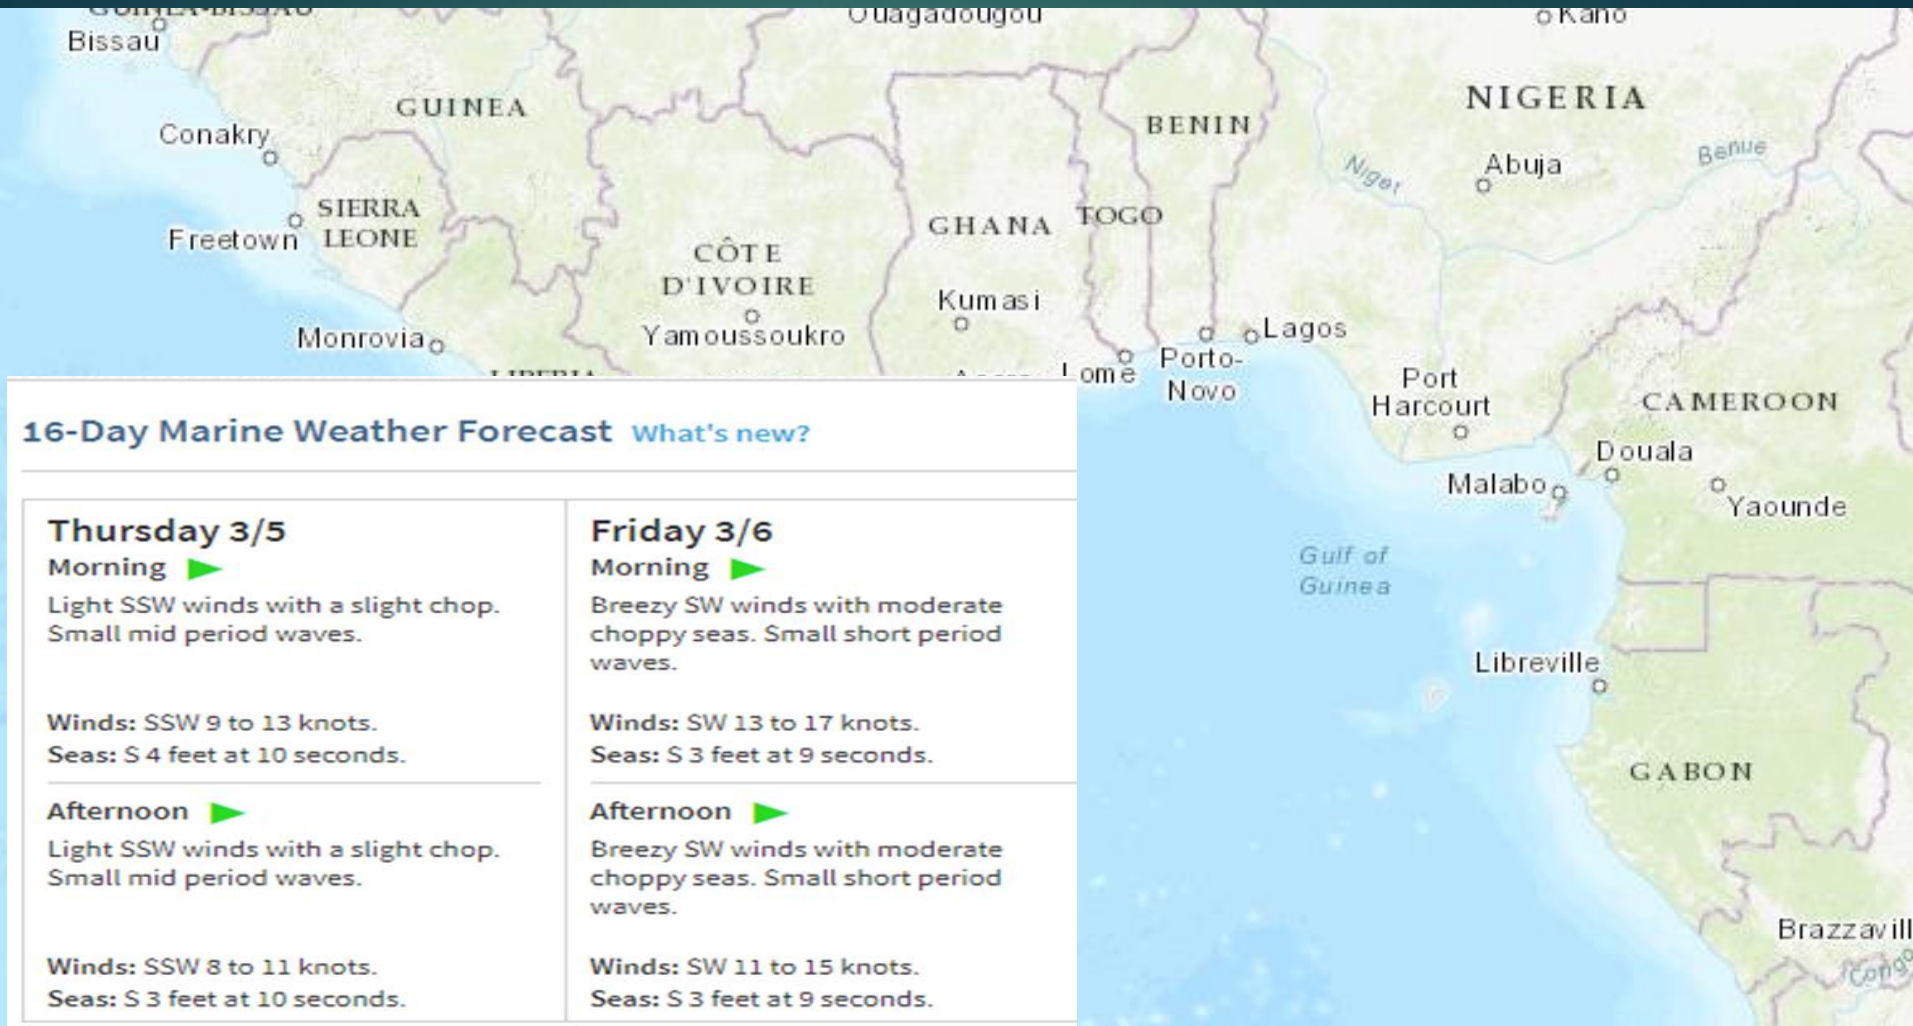 GUINEA-BISSAU
Bissau
Ouagadougou
Kano
GUINEA
NIGERIA
Conakry
BENIN
Abuja
Niger
Benue
SIERRA
LEONE
Freetown
GHANA
TOGO
CÔTE
D'IVOIRE
Yamoussoukro
Kumasi
Monrovia
Lagos
LIBERIA
Accra
Lome
Porto-
Novo
Port
Harcourt
CAMEROON
Douala
Malabo
Yaounde
Gulf of
Guinea
Libreville
GABON
Brazzavill
Congo
16-Day Marine Weather Forecast What's new?
Thursday 3/5
Morning
Light SSW winds with a slight chop.
Small mid period waves.
Winds: SSW 9 to 13 knots.
Seas: S 4 feet at 10 seconds.
Afternoon
Light SSW winds with a slight chop.
Small mid period waves.
Winds: SSW 8 to 11 knots.
Seas: S 3 feet at 10 seconds.
Friday 3/6
Morning
Breezy SW winds with moderate
choppy seas. Small short period
waves.
Winds: SW 13 to 17 knots.
Seas: S 3 feet at 9 seconds.
Afternoon
Breezy SW winds with moderate
choppy seas. Small short period
waves.
Winds: SW 11 to 15 knots.
Seas: S 3 feet at 9 seconds.